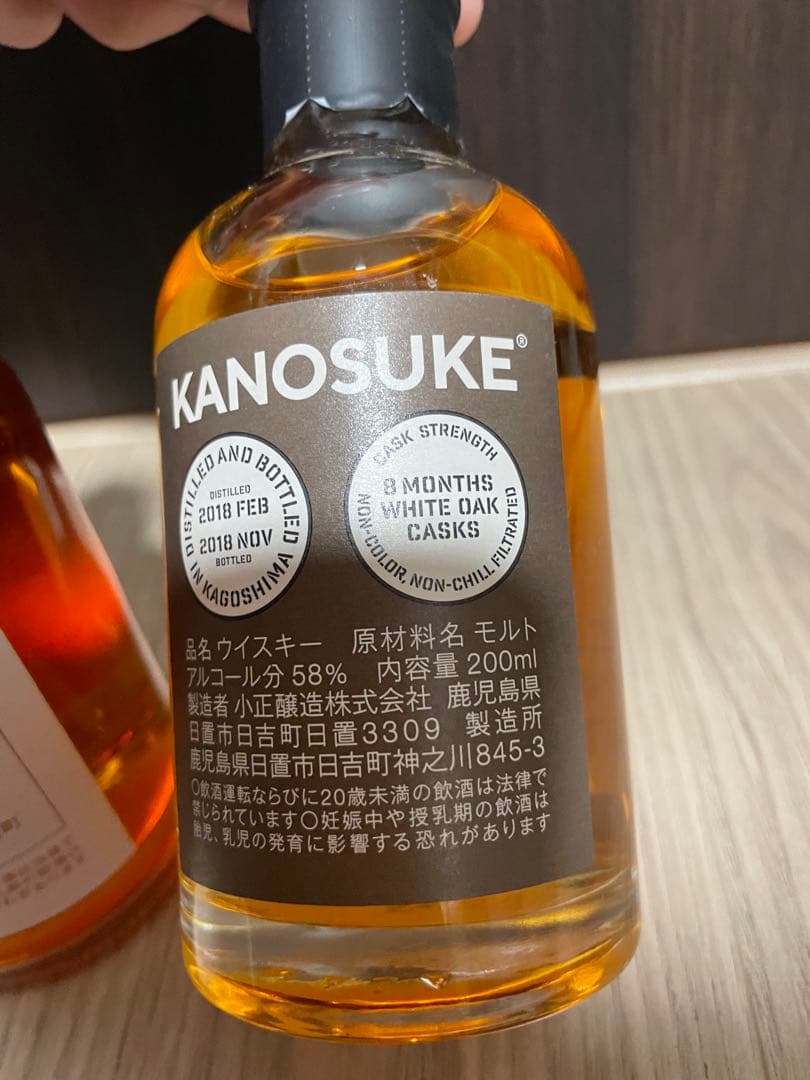 KANOSUKE®
DISTILLED AND BOTTLED
DISTILLED
2018 FEB
2018 NOV
BOTTLED
IN KAGOSHIMA
CASK STRENGTH
8 MONTHS
WHITE OAK
CASKS
NON-COLOR, NON-CHILL FILTRATED
品名 ウイスキー 原材料名 モルト
アルコール分 58% 内容量 200ml
製造者 小正醸造株式会社 鹿児島県
日置市日吉町日置3309 製造所
鹿児島県日置市日吉町神之川845-3
〇飲酒運転ならびに20歳未満の飲酒は法律で
禁じられています〇妊娠中や授乳期の飲酒は
胎児、乳児の発育に影響する恐れがあります